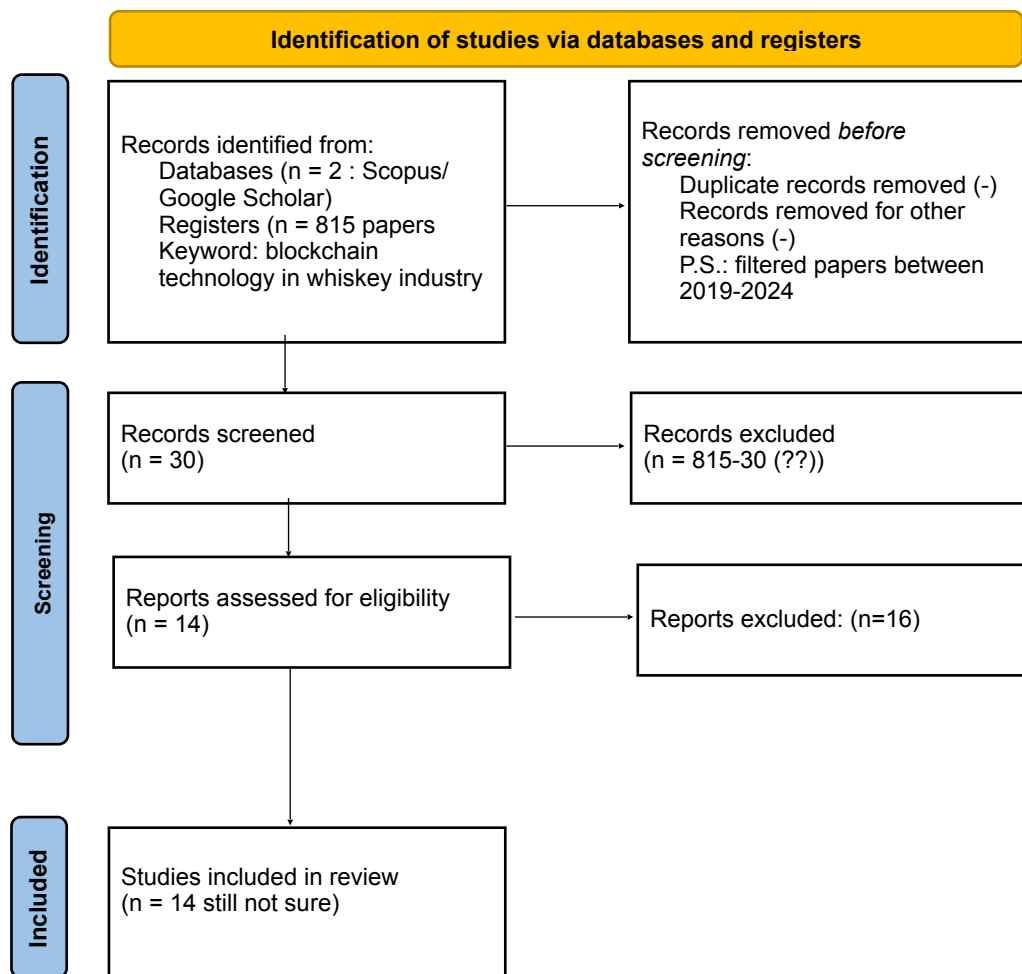 Identification of studies via databases and registers
Identification
Records identified from:
Databases (n = 2 : Scopus/
Google Scholar)
Registers (n = 815 papers
Keyword: blockchain
technology in whiskey industry
Records removed before
screening:
Duplicate records removed (-)
Records removed for other
reasons (-)
P.S.: filtered papers between
2019-2024
Screening
Records screened
(n = 30)
Records excluded
(n = 815-30 (??))
Reports assessed for eligibility
(n = 14)
Reports excluded: (n=16)
Included
Studies included in review
(n = 14 still not sure)